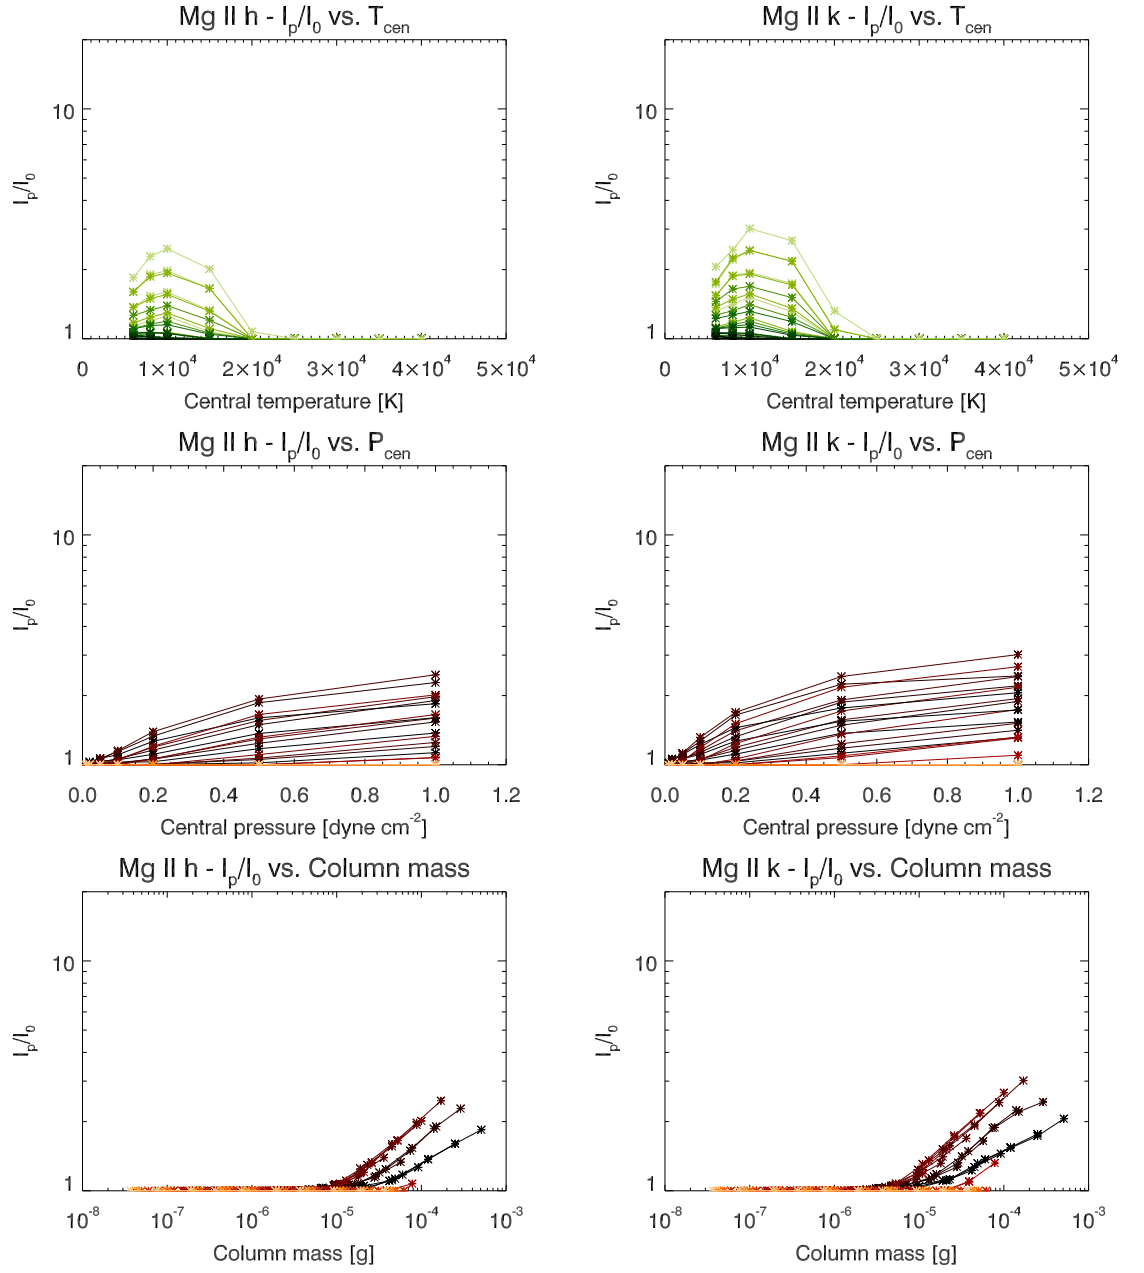 Mg II h - Ip/I0 vs. Tcen
Mg II k - Ip/I0 vs. Tcen
10
Ip/I0
1
0
1×10^4
2×10^4
3×10^4
4×10^4
5×10^4
Central temperature [K]
10
Ip/I0
1
0
1×10^4
2×10^4
3×10^4
4×10^4
5×10^4
Central temperature [K]
Mg II h - Ip/I0 vs. Pcen
Mg II k - Ip/I0 vs. Pcen
10
Ip/I0
1
0.0
0.2
0.4
0.6
0.8
1.0
1.2
Central pressure [dyne cm^-2]
10
Ip/I0
1
0.0
0.2
0.4
0.6
0.8
1.0
1.2
Central pressure [dyne cm^-2]
Mg II h - Ip/I0 vs. Column mass
Mg II k - Ip/I0 vs. Column mass
10
Ip/I0
1
10^-8
10^-7
10^-6
10^-5
10^-4
10^-3
Column mass [g]
10
Ip/I0
1
10^-8
10^-7
10^-6
10^-5
10^-4
10^-3
Column mass [g]